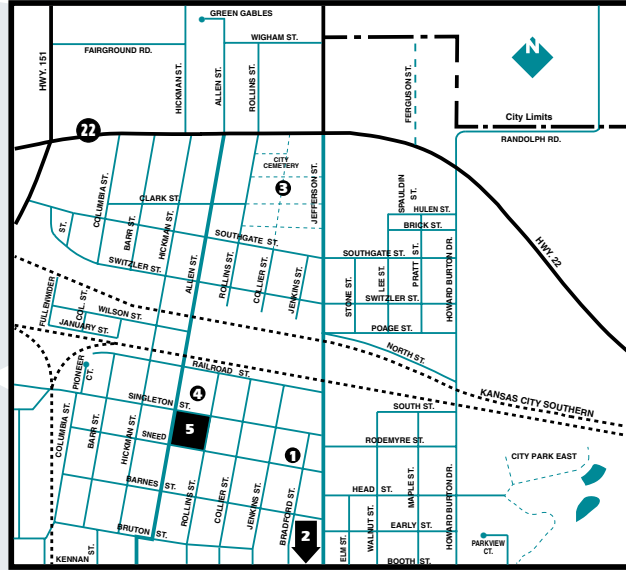 GREEN GABLES
WIGHAM ST.
FAIRGROUND RD.
HWY. 151
HICKMAN ST.
ALLEN ST.
ROLLINS ST.
FERGUSON ST.
N
City Limits
RANDOLPH RD.
22
CITY
CEMETERY
3
JEFFERSON ST.
COLUMBIA ST.
CLARK ST.
BARR ST.
HICKMAN ST.
ST.
SOUTHGATE ST.
SWITZLER ST.
ALLEN ST.
ROLLINS ST.
COLLIER ST.
JENKINS ST.
SPAULDIN
ST.
HULEN ST.
BRICK ST.
SOUTHGATE ST.
STONE ST.
LEE ST.
PRATT ST.
HOWARD BURTON DR.
SWITZLER ST.
POAGE ST.
NORTH ST.
HWY. 22
FULLENWIDER
COL. ST.
WILSON ST.
JANUARY ST.
PIONEER
CT.
RAILROAD ST.
KANSAS CITY SOUTHERN
SINGLETON ST.
4
5
SNEED
COLUMBIA ST.
BARR ST.
HICKMAN ST.
1
SOUTH ST.
RODEMYRE ST.
CITY PARK EAST
BARNES ST.
ROLLINS ST.
COLLIER ST.
JENKINS ST.
BRADFORD ST.
HEAD ST.
MAPLE ST.
HOWARD BURTON DR.
WALNUT ST.
BRUTON ST.
2
EARLY ST.
ELM ST.
PARKVIEW
CT.
KENNAN
ST.
BOOTH ST.